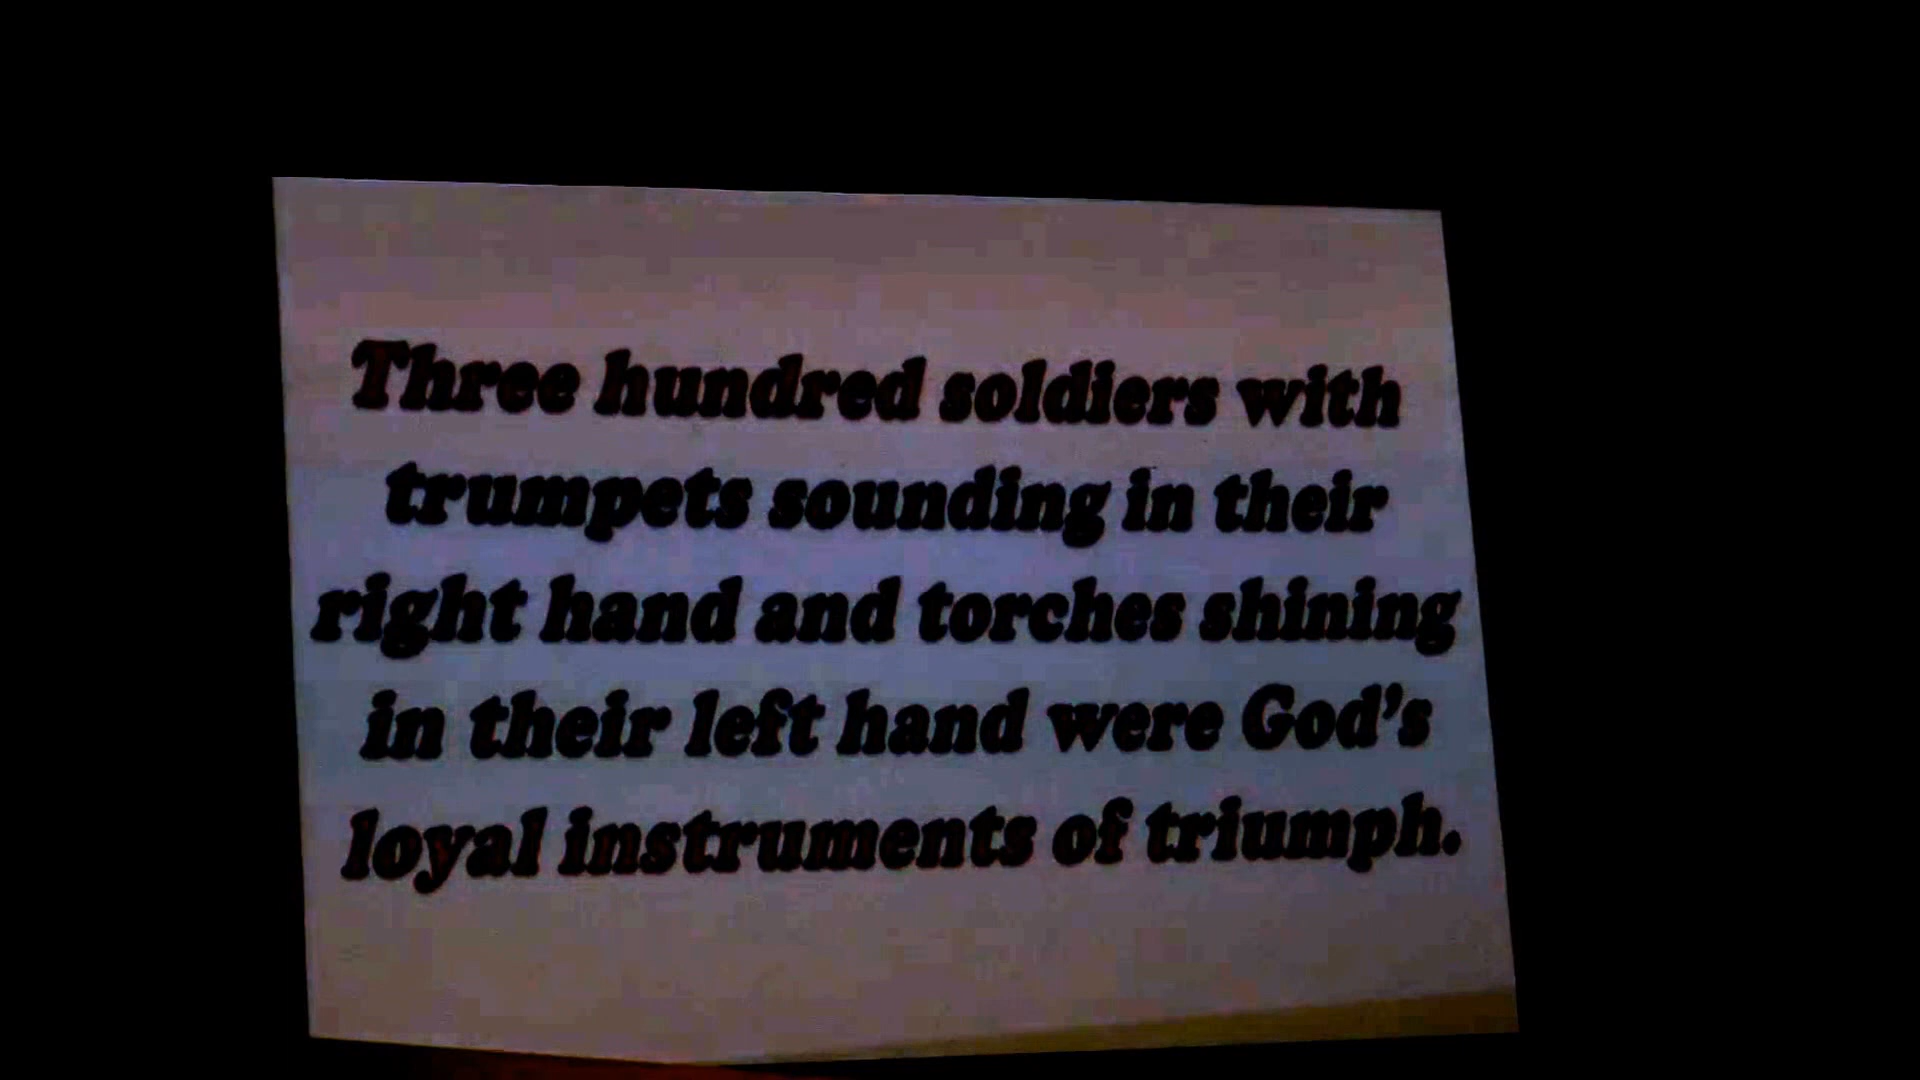 Three hundred soldiers with
trumpets sounding in their
right hand and torches shining
in their left hand were God's
loyal instruments of triumph.